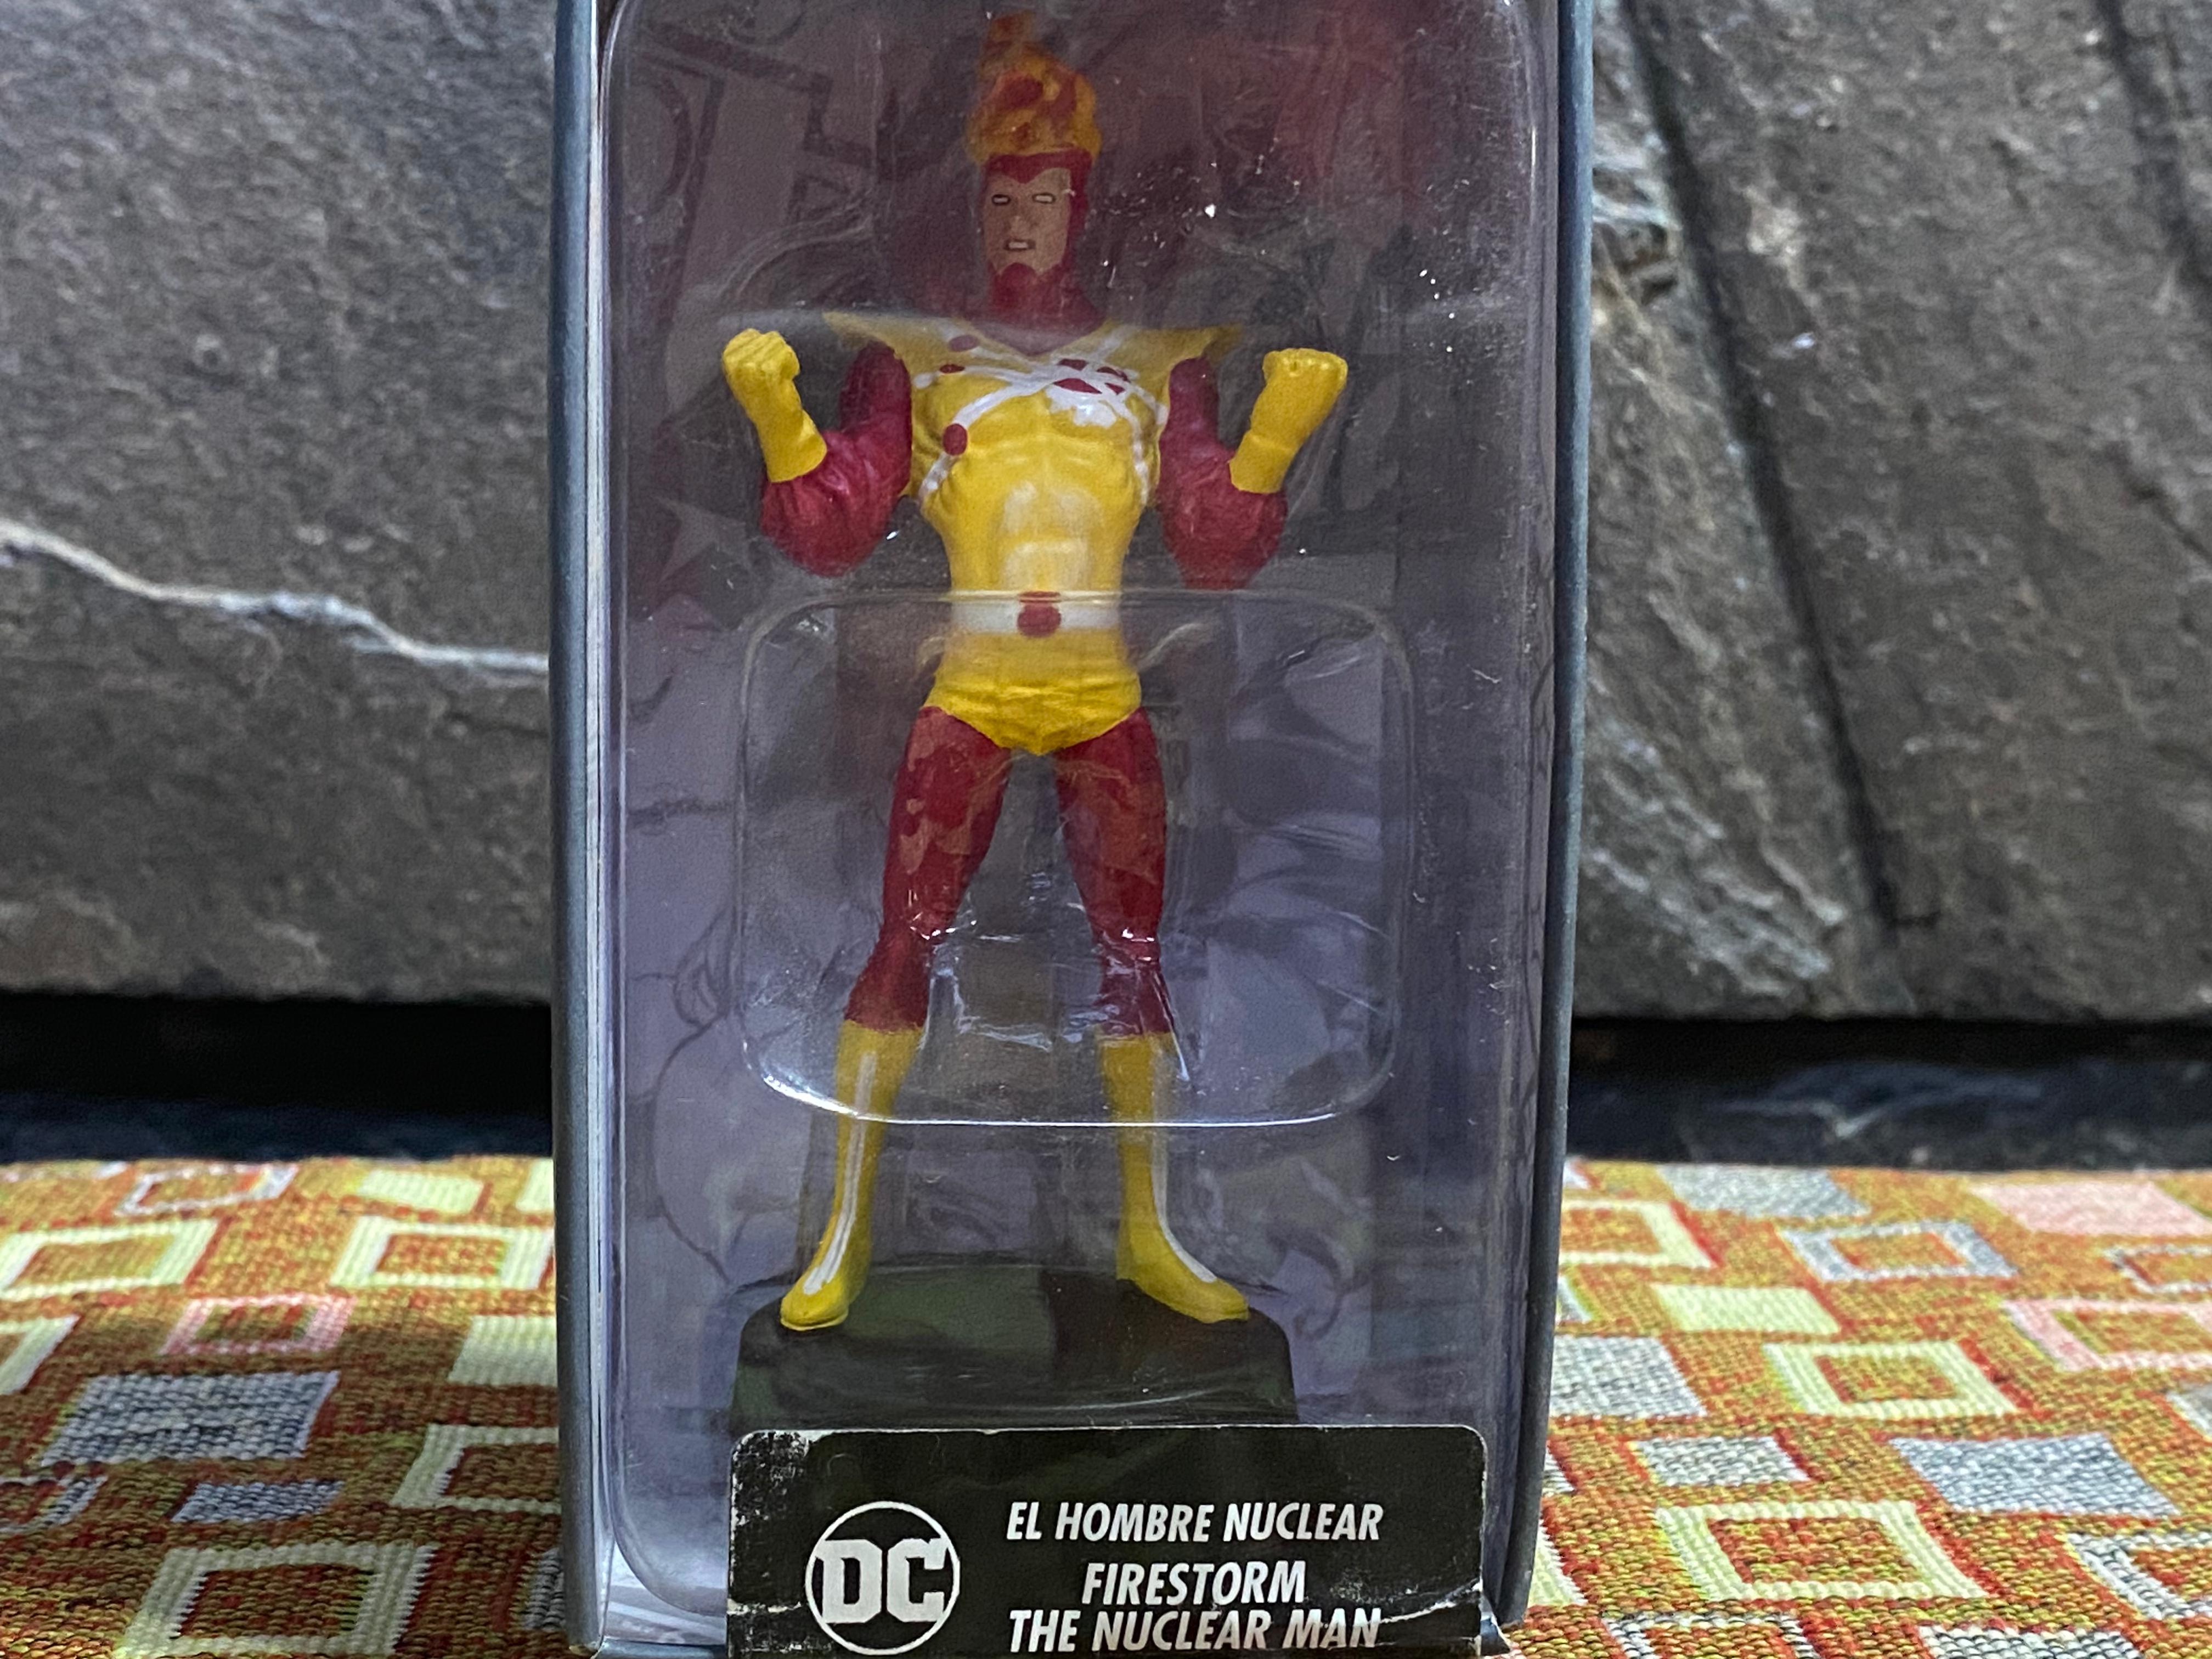 DC
EL HOMBRE NUCLEAR
FIRESTORM
THE NUCLEAR MAN